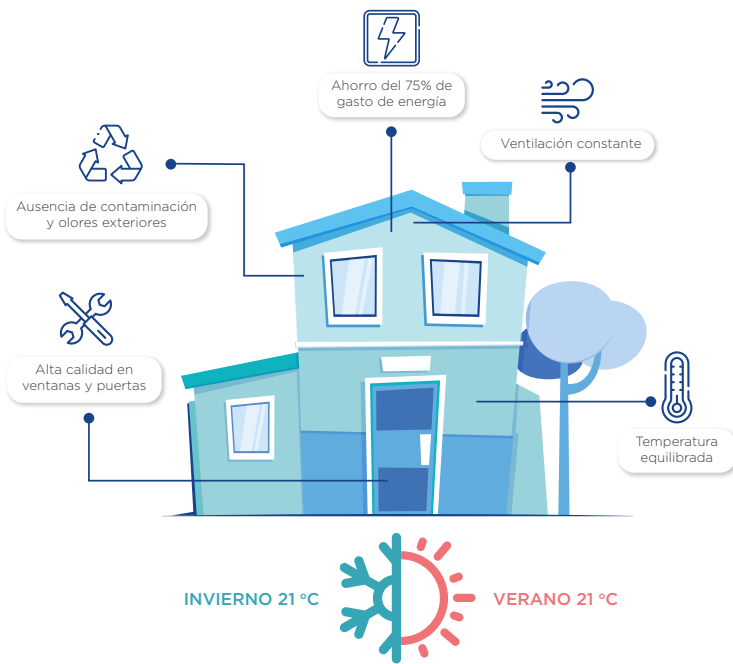 Ahorro del 75% de
gasto de energía
Ventilación constante
Ausencia de contaminación
y olores exteriores
Alta calidad en
ventanas y puertas
Temperatura
equilibrada
INVIERNO 21 ºC
VERANO 21 ºC